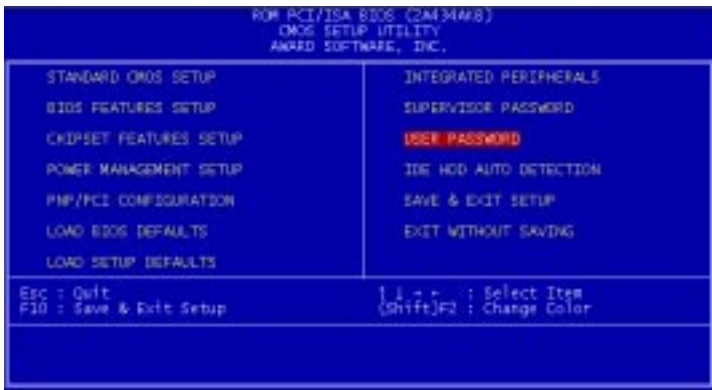 ROM PCI/ISA BIOS (2A434AK8)
CMOS SETUP UTILITY
AWARD SOFTWARE, INC.
STANDARD CMOS SETUP
BIOS FEATURES SETUP
CHIPSET FEATURES SETUP
POWER MANAGEMENT SETUP
PNP/PCI CONFIGURATION
LOAD BIOS DEFAULTS
LOAD SETUP DEFAULTS
INTEGRATED PERIPHERALS
SUPERVISOR PASSWORD
USER PASSWORD
IDE HDD AUTO DETECTION
SAVE & EXIT SETUP
EXIT WITHOUT SAVING
Esc : Quit
F10 : Save & Exit Setup
↑ ↓ → ← : Select Item
(Shift)F2 : Change Color